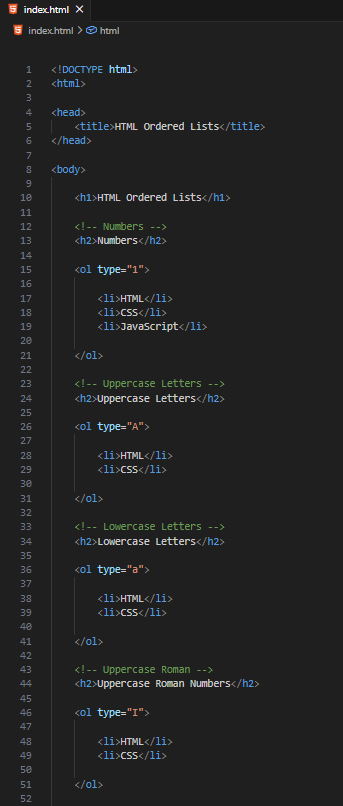 index.html ×
index.html > html
1 <!DOCTYPE html>
2 <html>
3
4 <head>
5 <title>HTML Ordered Lists</title>
6 </head>
7
8 <body>
9
10 <h1>HTML Ordered Lists</h1>
11
12 <!-- Numbers -->
13 <h2>Numbers</h2>
14
15 <ol type="1">
16
17 <li>HTML</li>
18 <li>CSS</li>
19 <li>JavaScript</li>
20
21 </ol>
22
23 <!-- Uppercase Letters -->
24 <h2>Uppercase Letters</h2>
25
26 <ol type="A">
27
28 <li>HTML</li>
29 <li>CSS</li>
30
31 </ol>
32
33 <!-- Lowercase Letters -->
34 <h2>Lowercase Letters</h2>
35
36 <ol type="a">
37
38 <li>HTML</li>
39 <li>CSS</li>
40
41 </ol>
42
43 <!-- Uppercase Roman -->
44 <h2>Uppercase Roman Numbers</h2>
45
46 <ol type="I">
47
48 <li>HTML</li>
49 <li>CSS</li>
50
51 </ol>
52